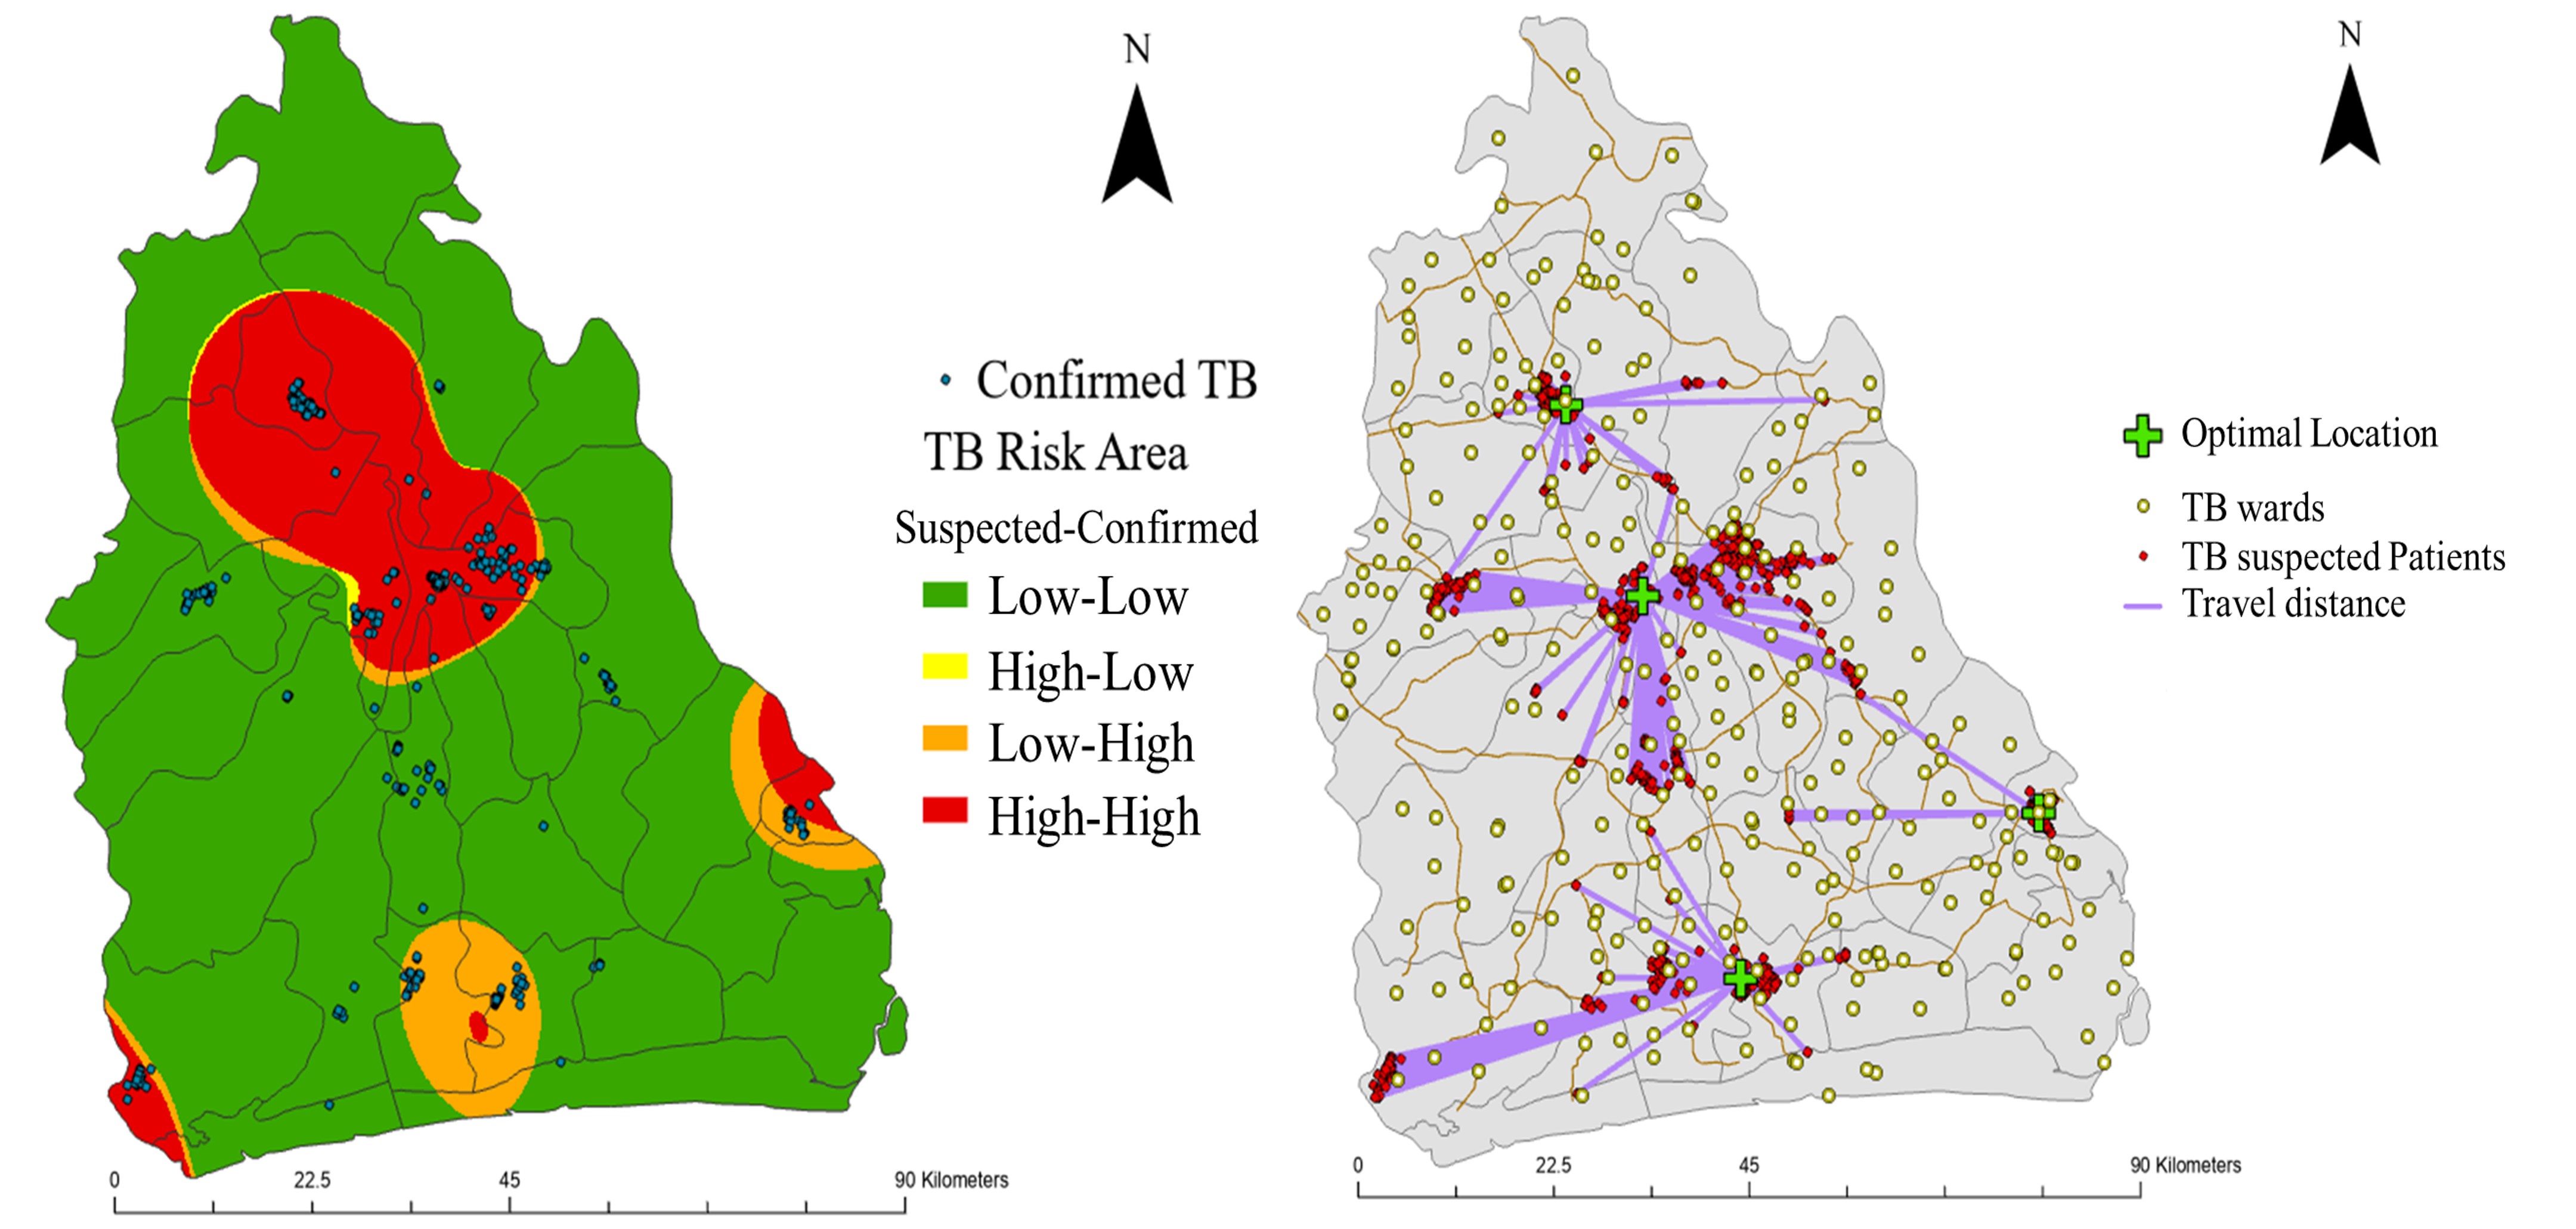 N
Confirmed TB
TB Risk Area
Suspected-Confirmed
Low-Low
High-Low
Low-High
High-High
0 22.5 45 90 Kilometers
N
Optimal Location
TB wards
TB suspected Patients
Travel distance
0 22.5 45 90 Kilometers